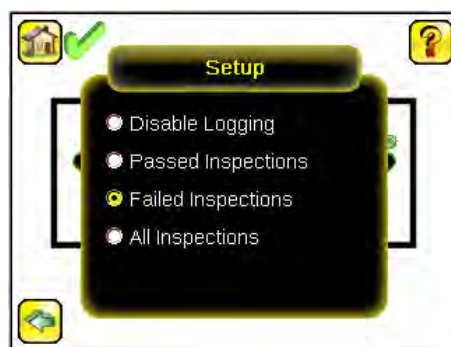 Setup
Disable Logging
Passed Inspections
Failed Inspections
All Inspections